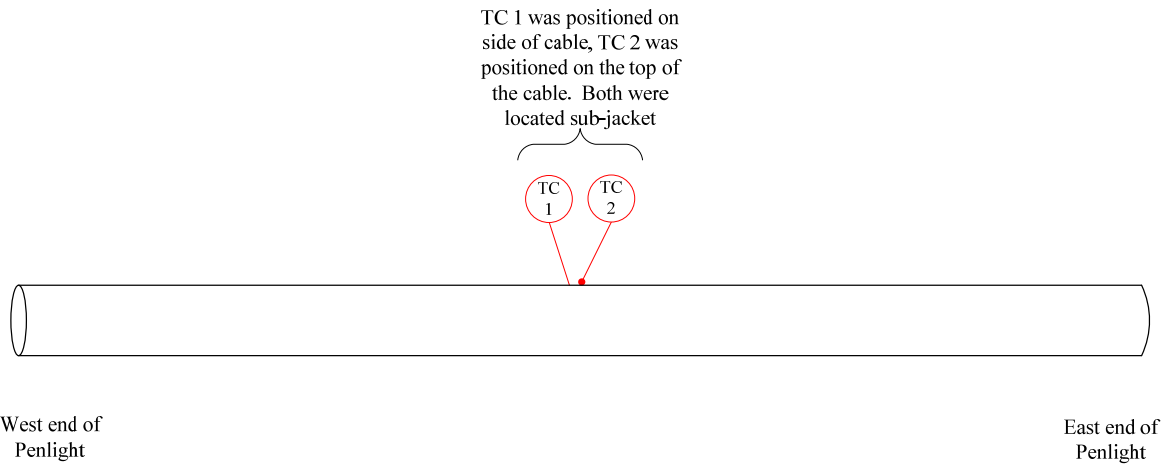 TC 1 was positioned on
side of cable, TC 2 was
positioned on the top of
the cable.  Both were
located sub-jacket
TC
1
TC
2
West end of
Penlight
East end of
Penlight